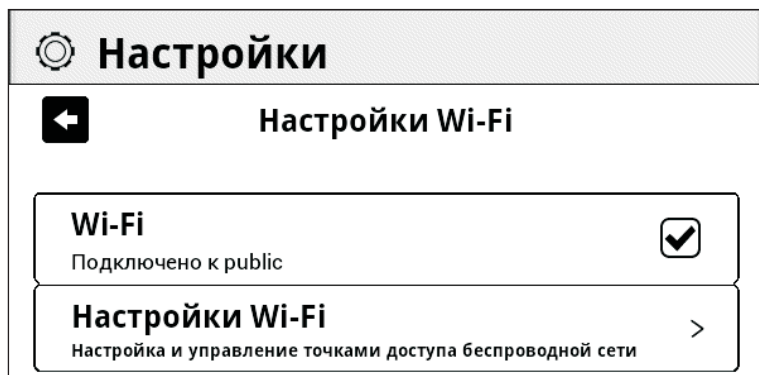 Настройки
Настройки Wi-Fi
Wi-Fi
Подключено к public
Настройки Wi-Fi
Настройка и управление точками доступа беспроводной сети